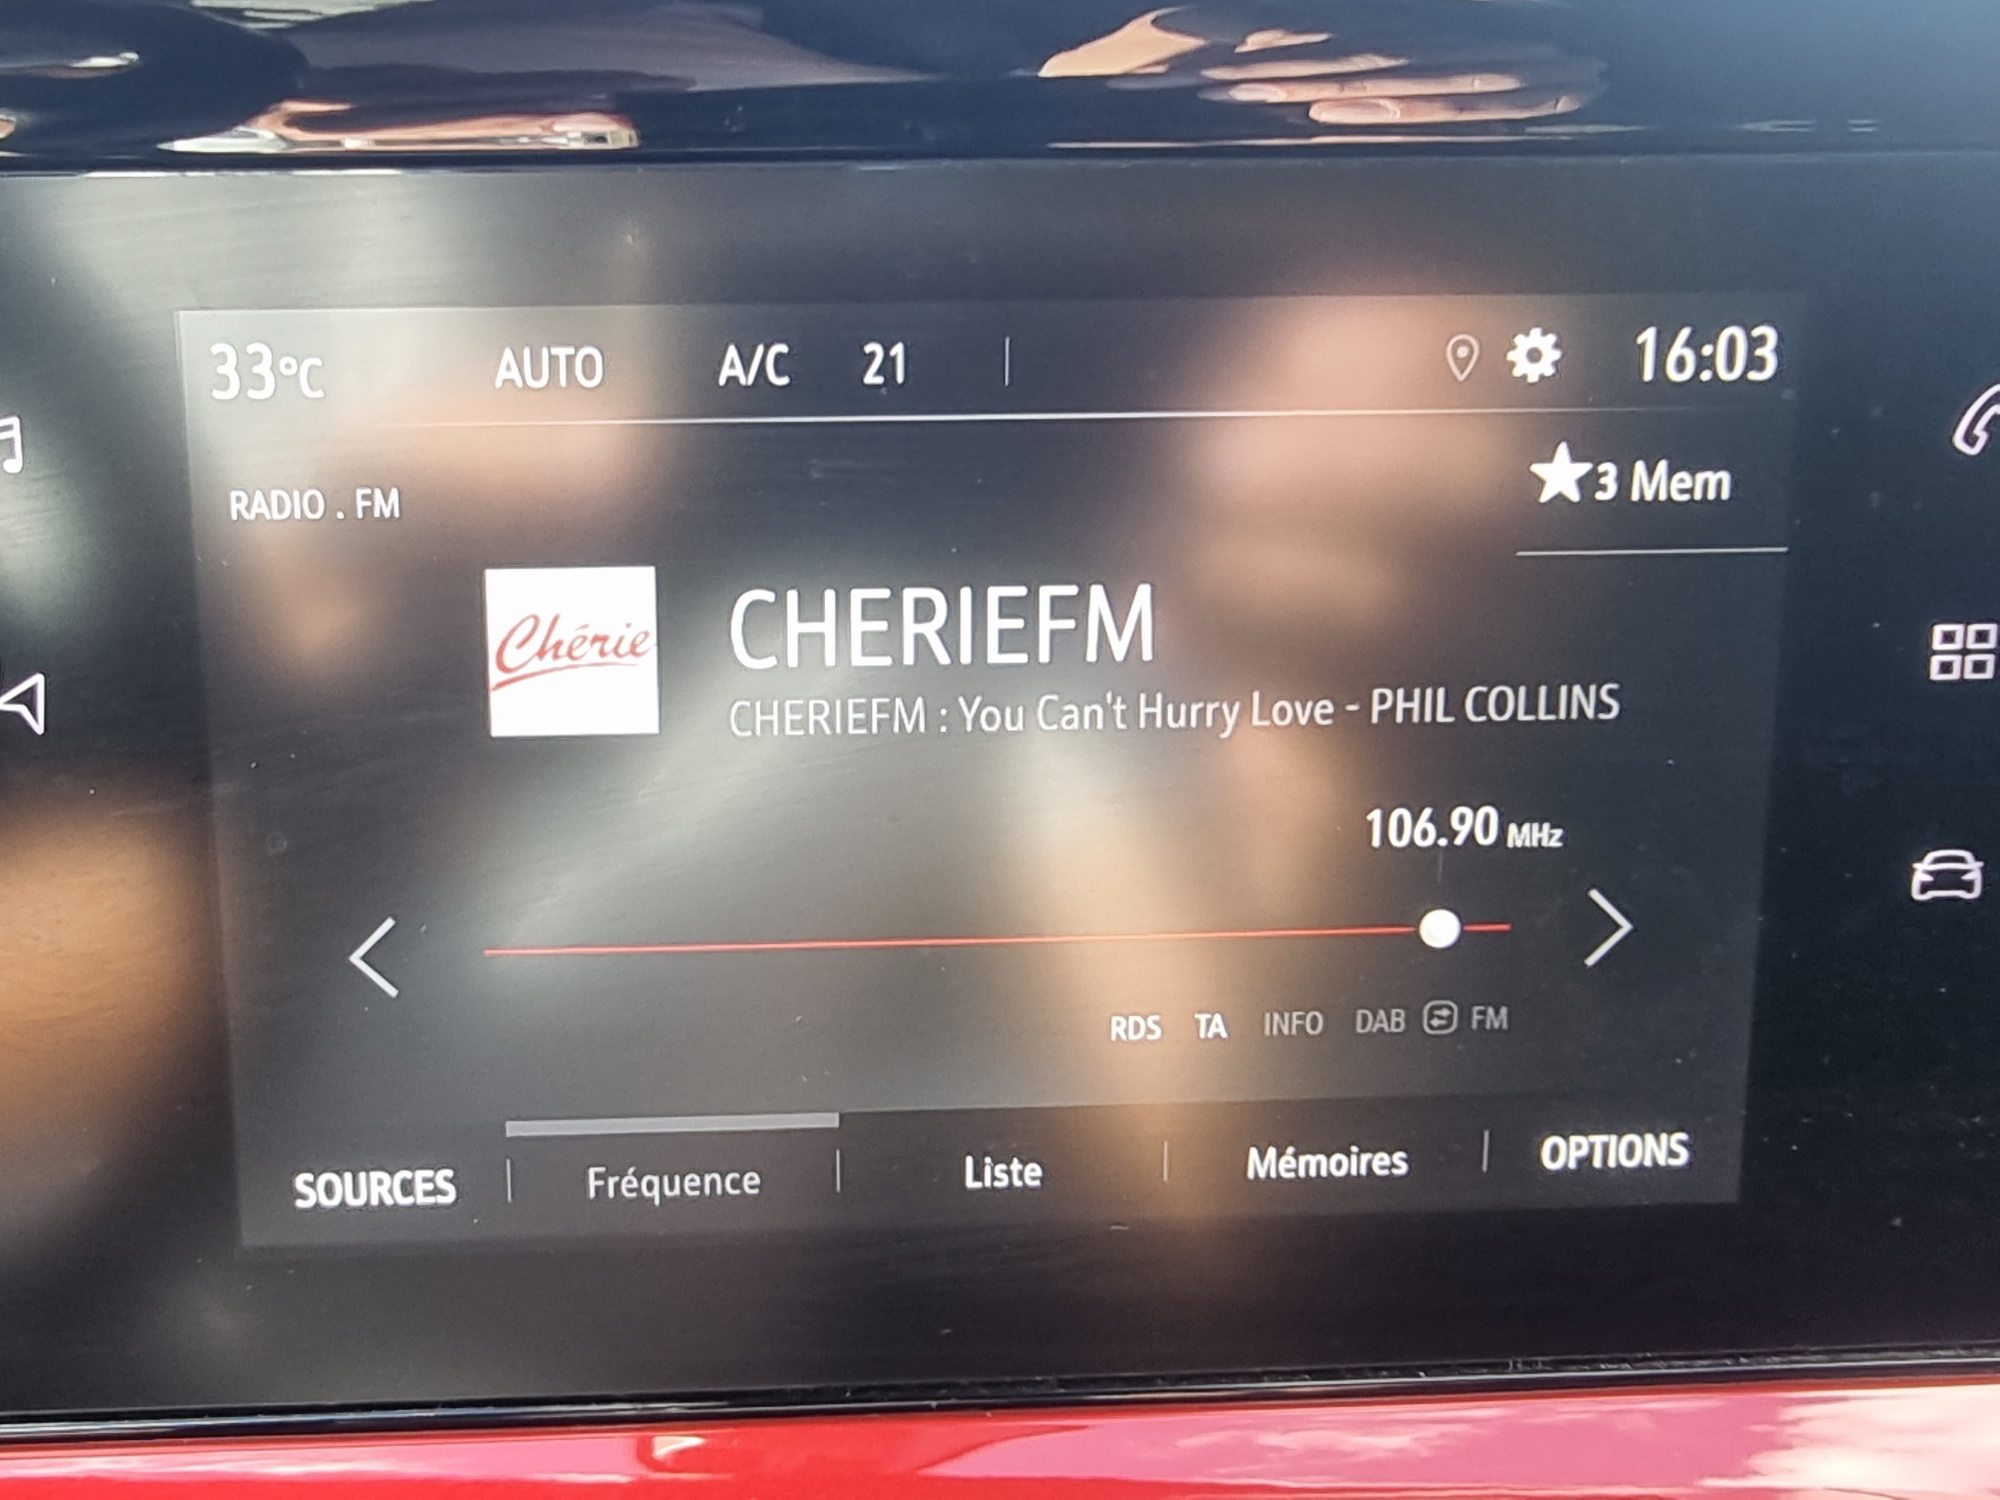 33°C AUTO A/C 21 16:03
3 Mem
RADIO . FM
Chérie
CHERIEFM
CHERIEFM : You Can't Hurry Love - PHIL COLLINS
106.90 MHz
RDS TA INFO DAB FM
SOURCES Fréquence Liste Mémoires OPTIONS